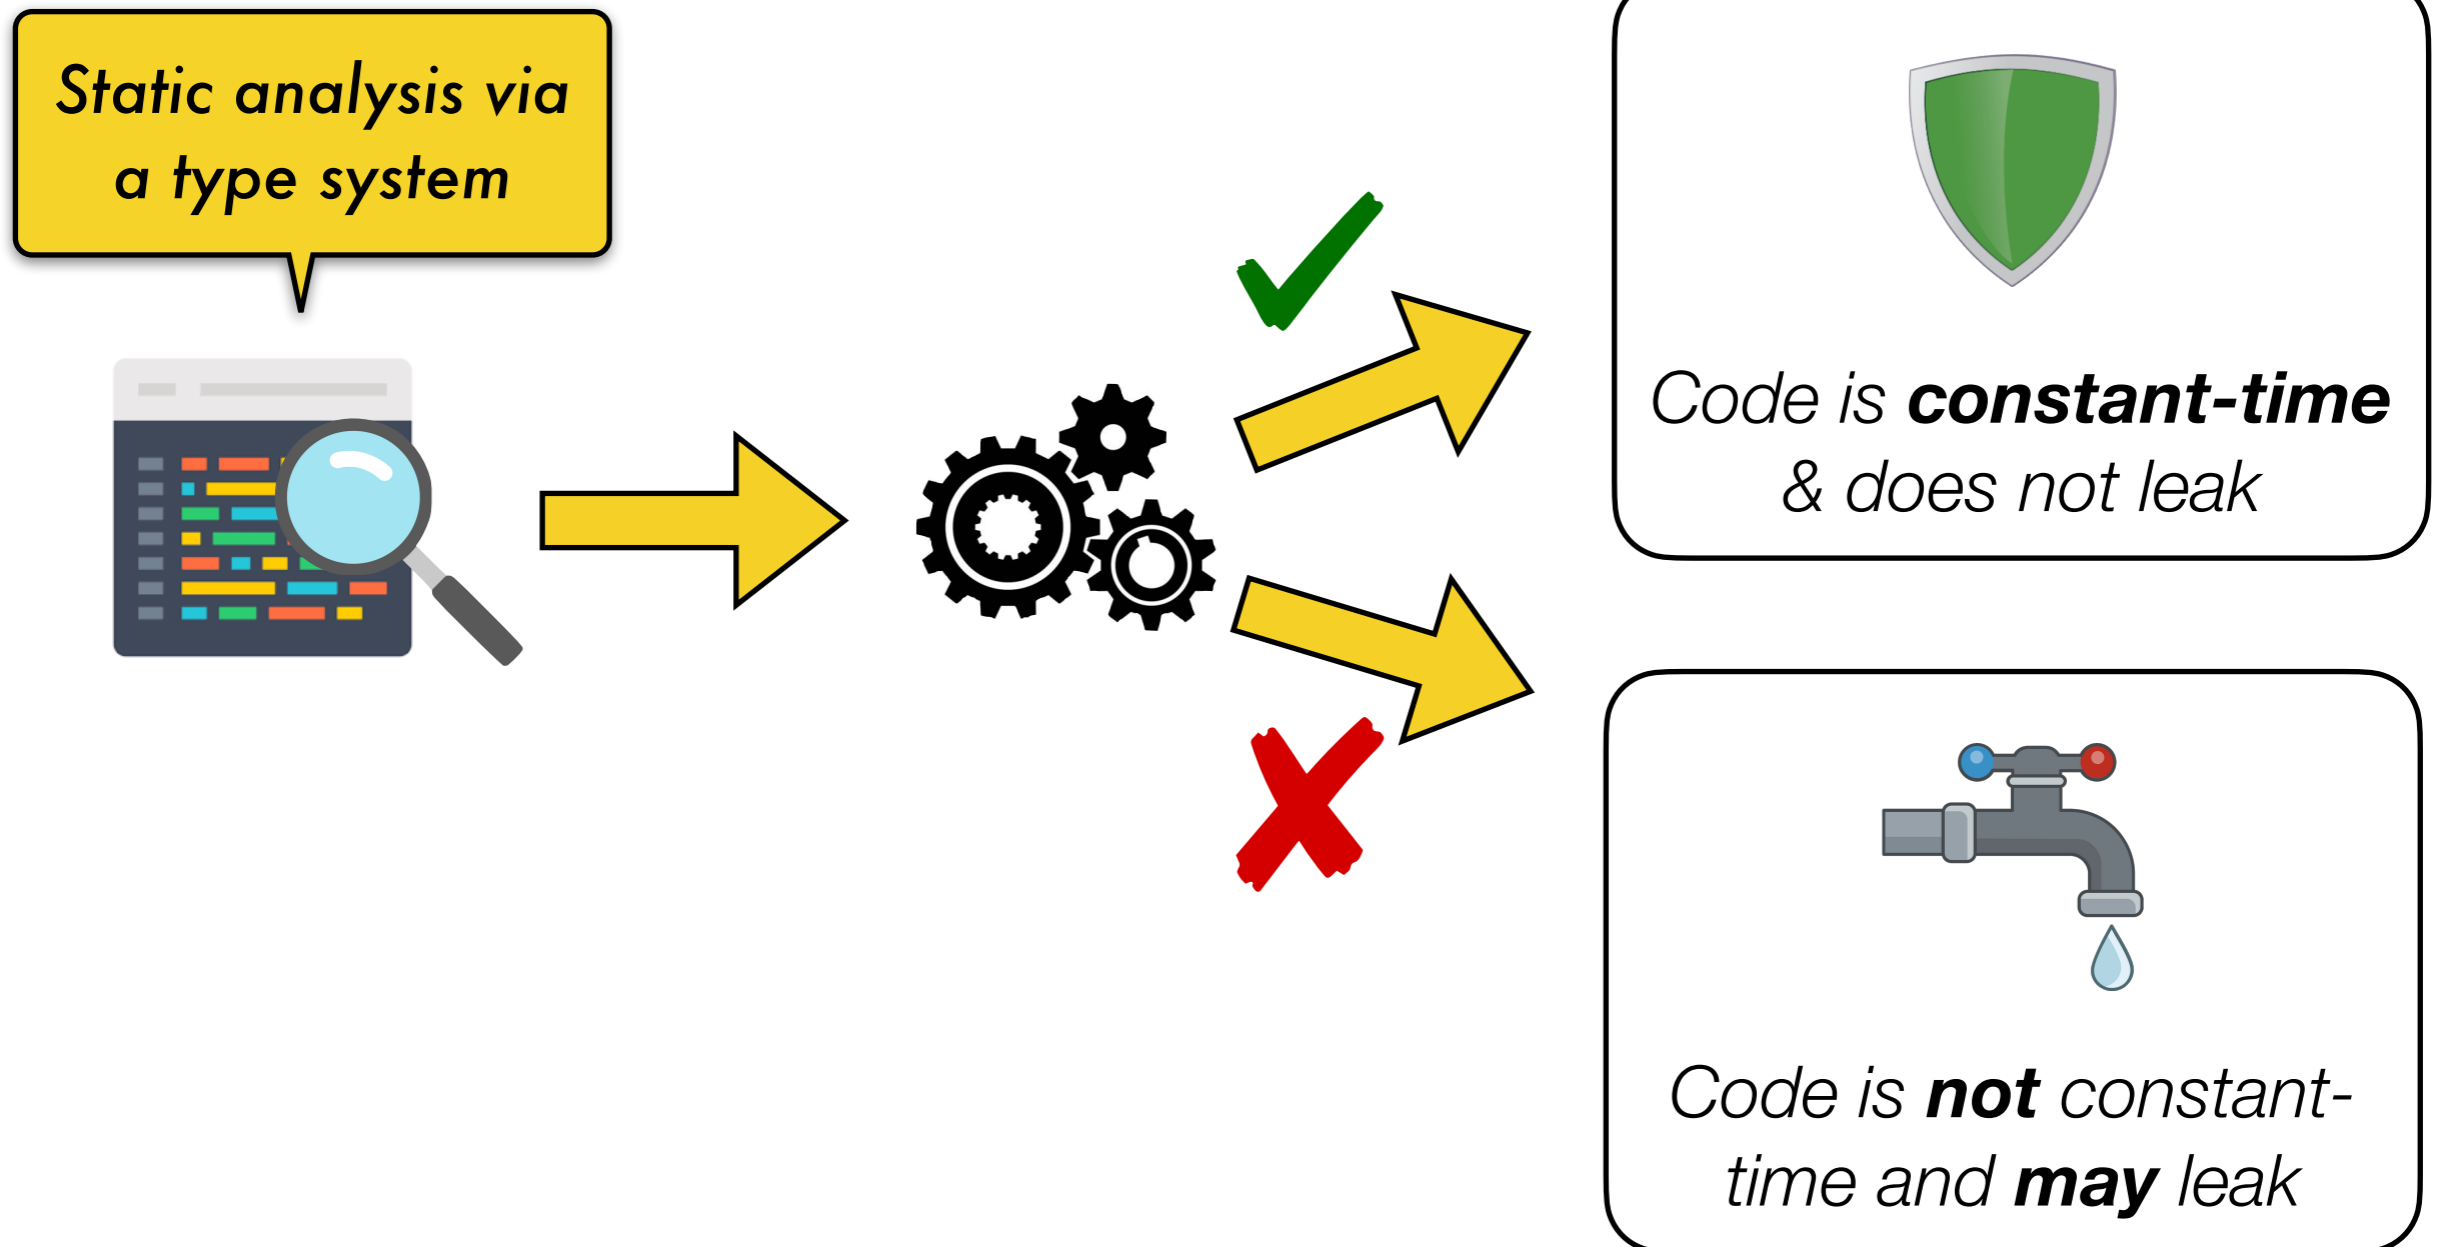 Static analysis via
a type system
Code is constant-time
& does not leak
Code is not constant-
time and may leak